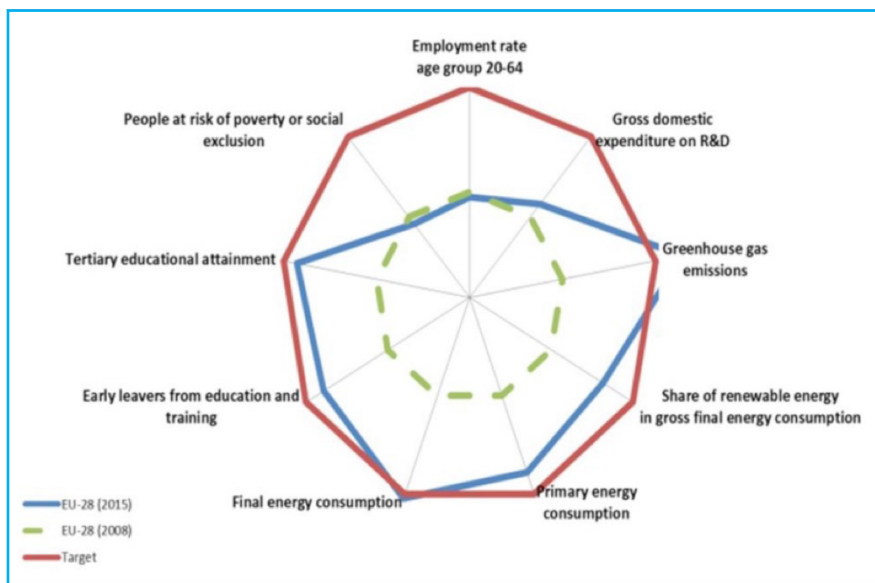 Employment rate
age group 20-64
People at risk of poverty or social
exclusion
Gross domestic
expenditure on R&D
Tertiary educational attainment
Greenhouse gas
emissions
Early leavers from education and
training
Share of renewable energy
in gross final energy consumption
Final energy consumption
Primary energy
consumption
EU-28 (2015)
EU-28 (2008)
Target